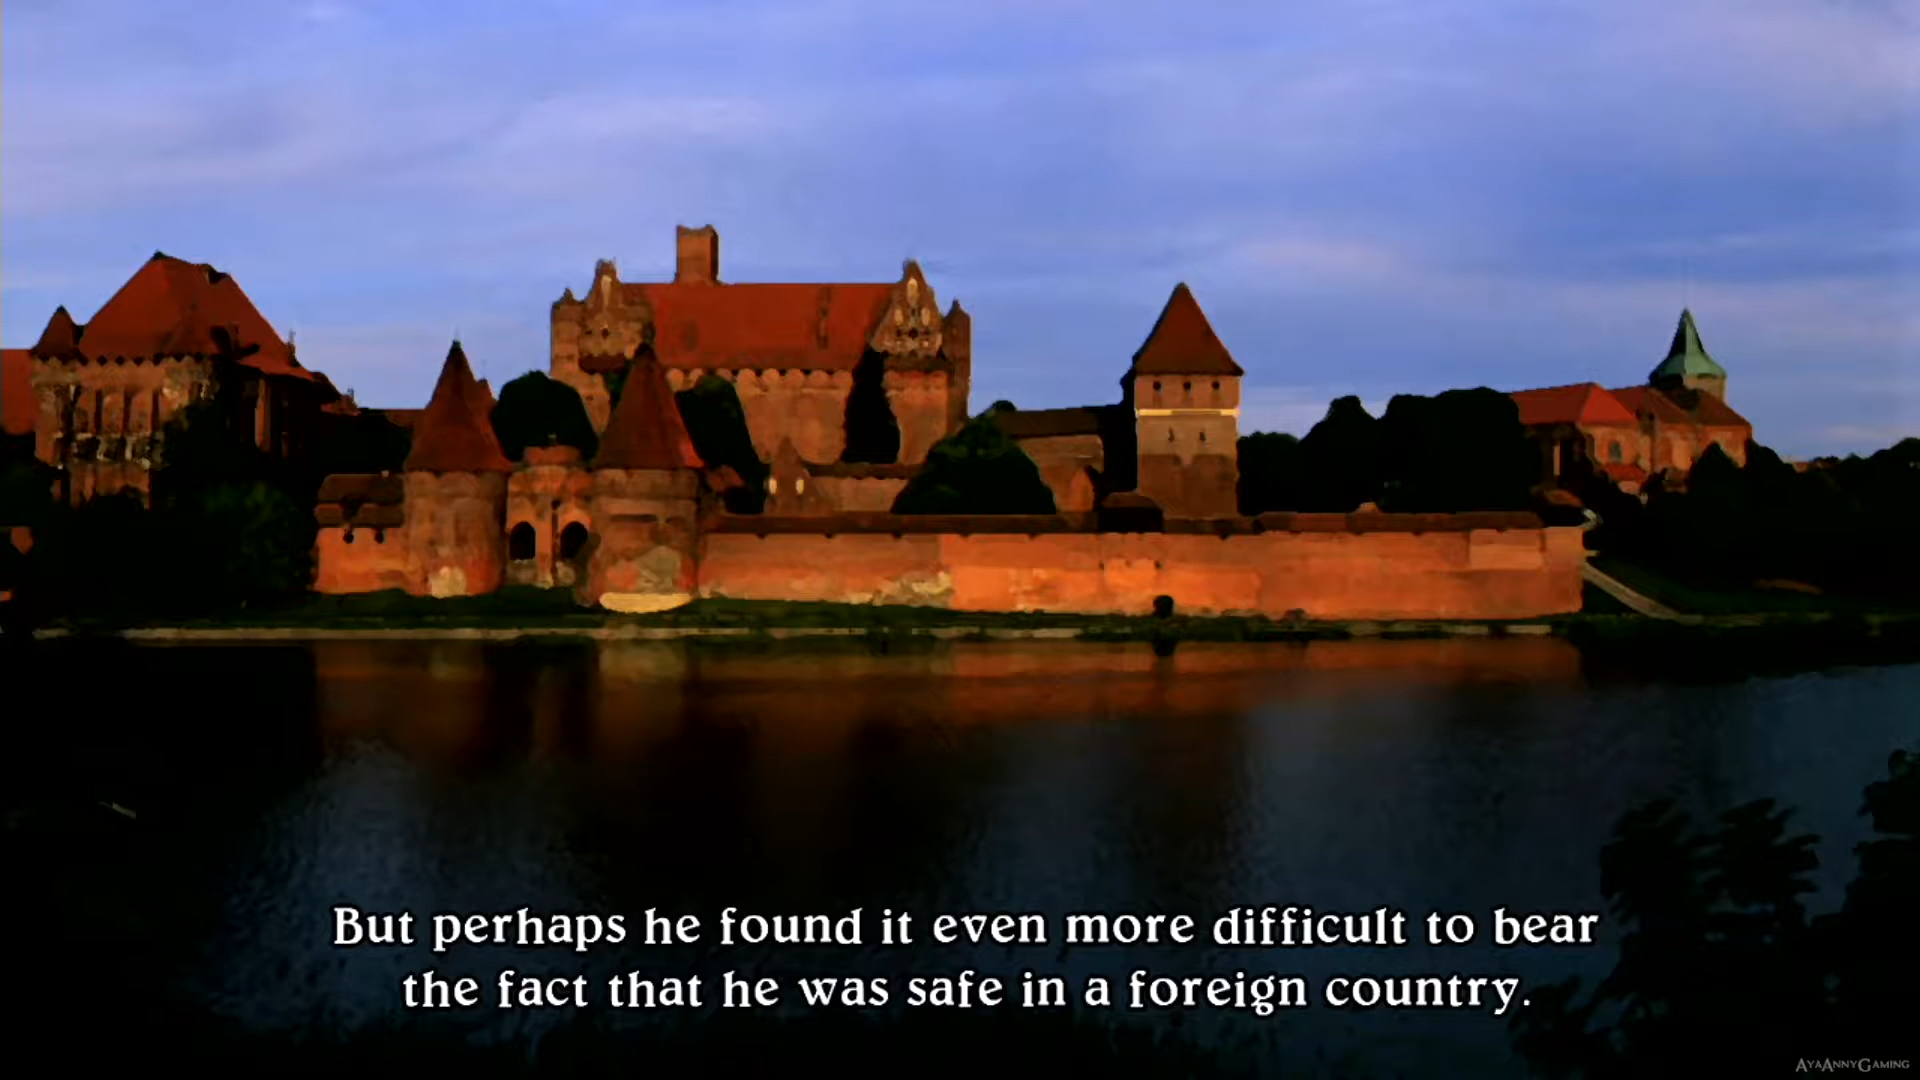 But perhaps he found it even more difficult to bear
the fact that he was safe in a foreign country.
AYAANNYGAMING